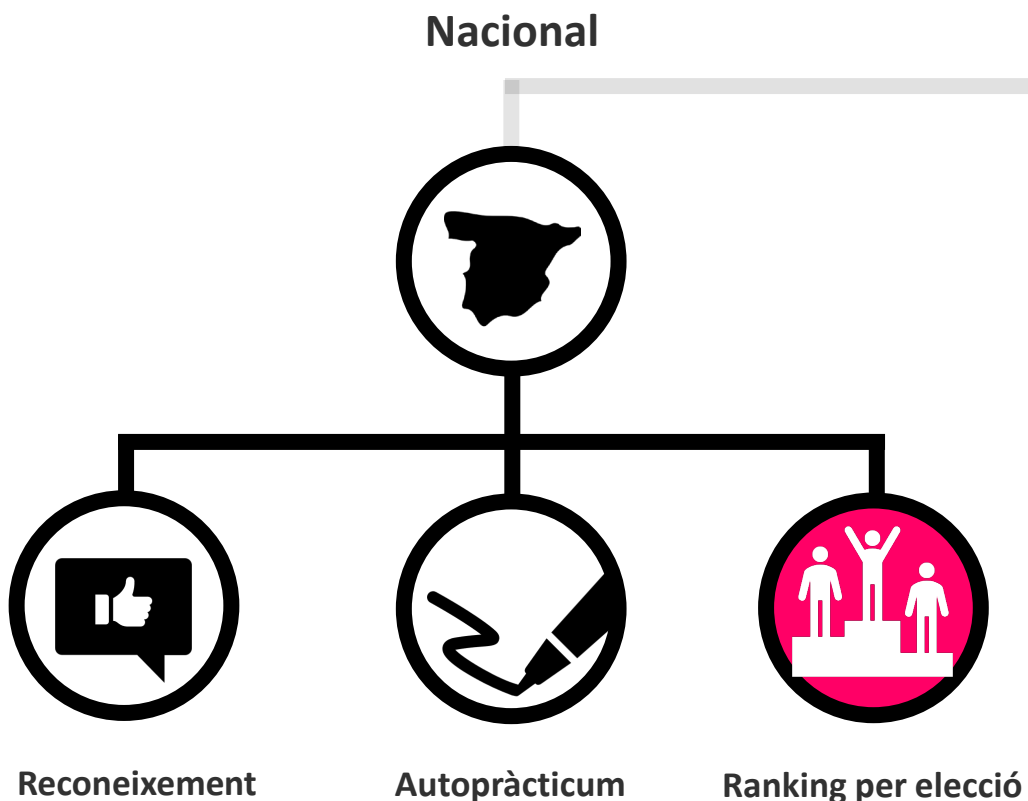 Nacional
Reconeixement
Autopràcticum
Ranking per elecció